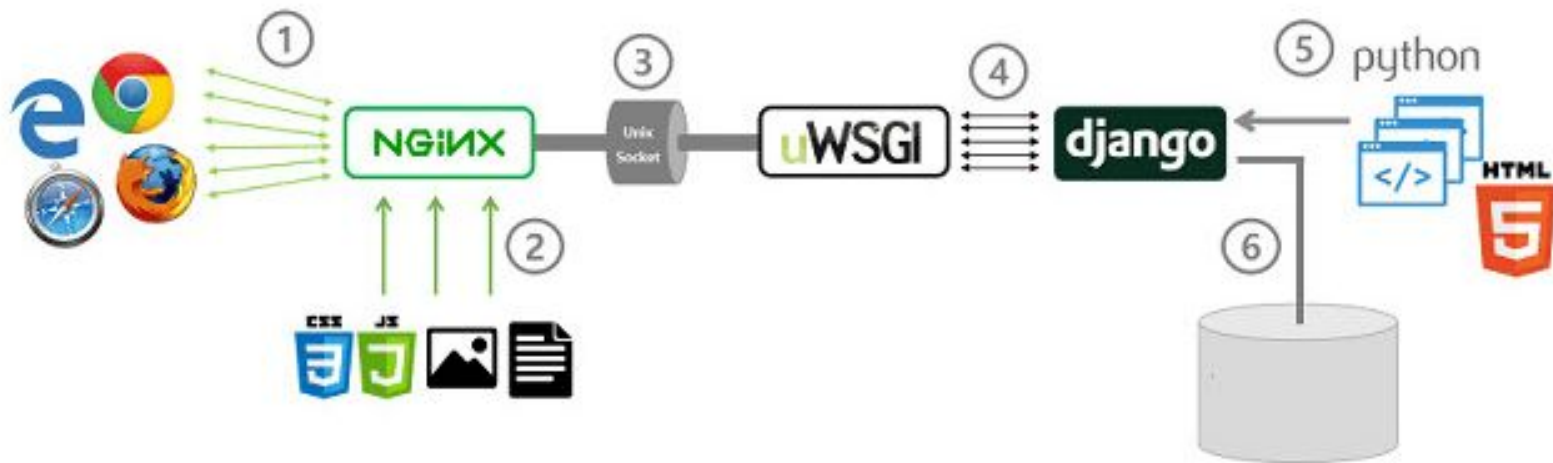 1
3
4
5
python
NGINX
Unix
Socket
uWSGI
django
</>
HTML
5
2
6
CSS
3
JS